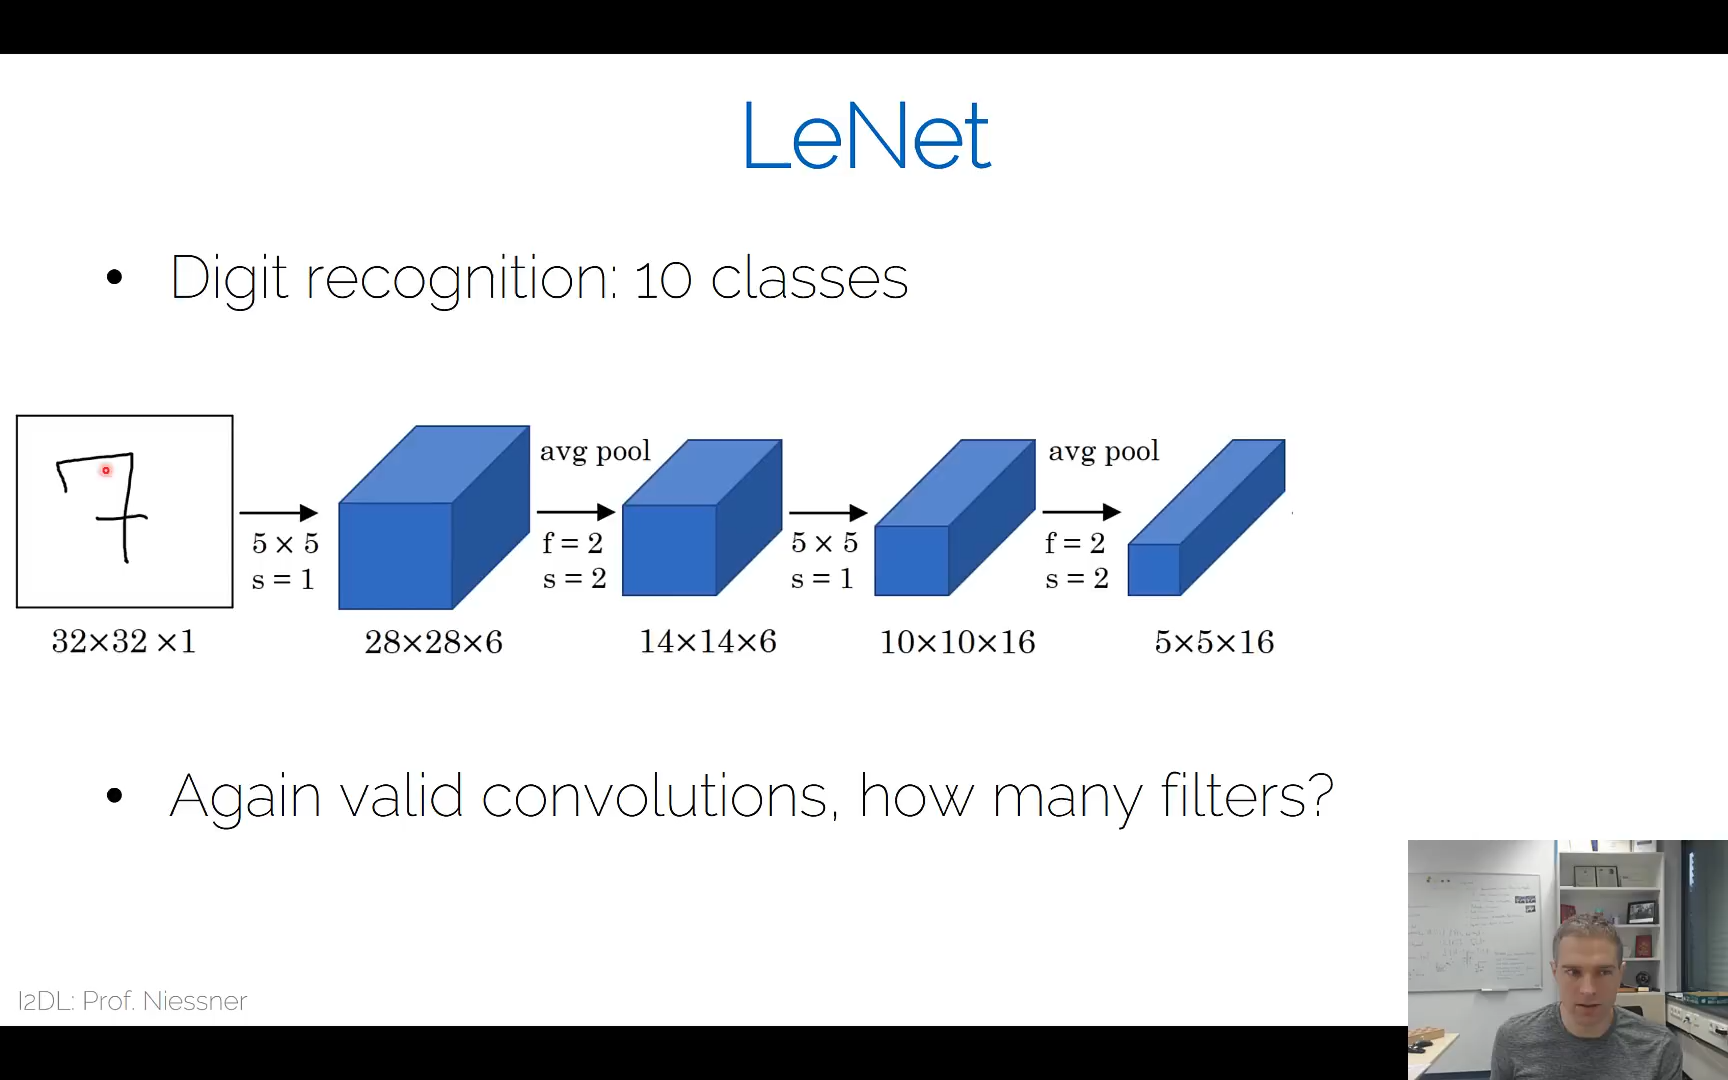 LeNet
• Digit recognition: 10 classes
7
avg pool
avg pool
5 × 5
s = 1
f = 2
s = 2
5 × 5
s = 1
f = 2
s = 2
32×32 ×1
28×28×6
14×14×6
10×10×16
5×5×16
• Again valid convolutions, how many filters?
I2DL: Prof. Niessner